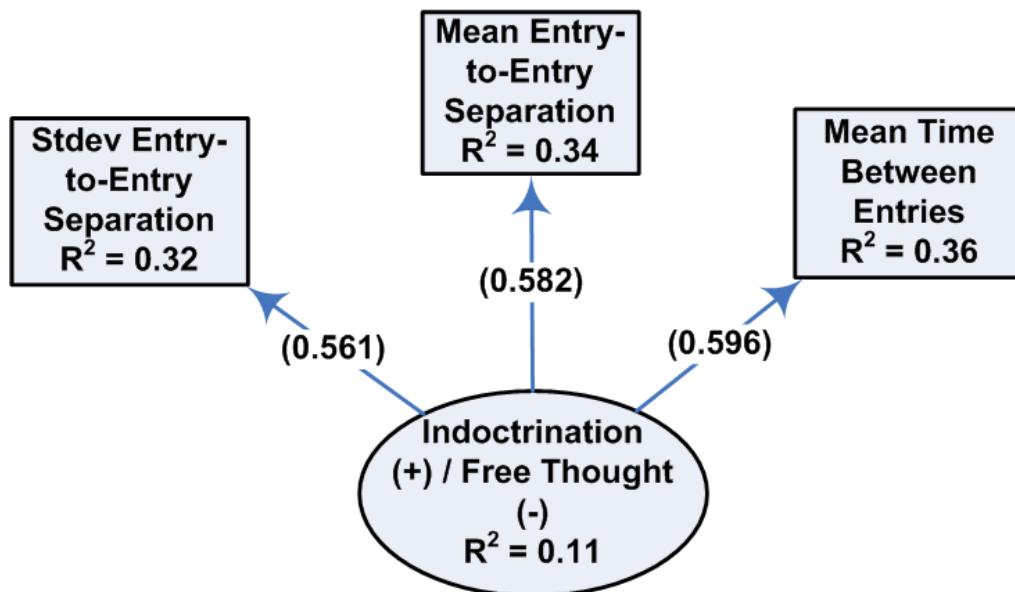 Mean Entry-
to-Entry
Separation
R² = 0.34
Stdev Entry-
to-Entry
Separation
R² = 0.32
Mean Time
Between
Entries
R² = 0.36
(0.561)
(0.582)
(0.596)
Indoctrination
(+) / Free Thought
(-)
R² = 0.11